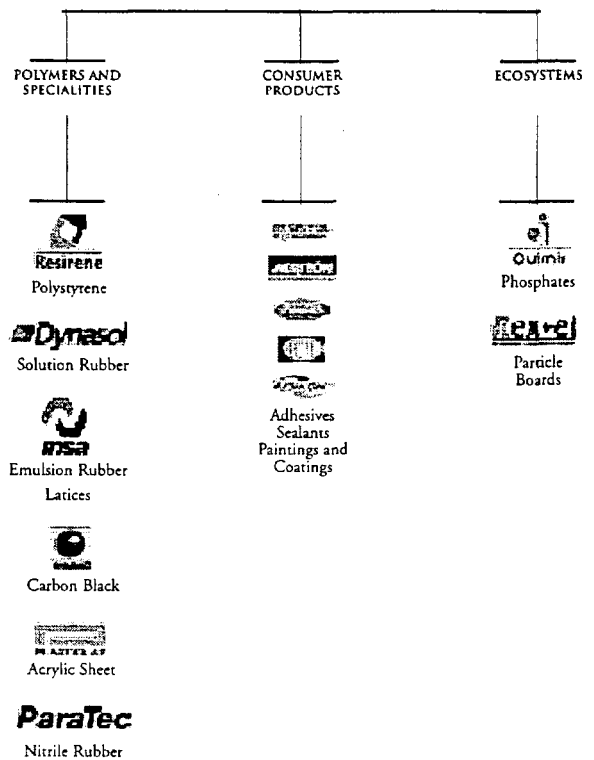 POLYMERS AND
SPECIALITIES
Resirene
Polystyrene
Dynasol
Solution Rubber
insa
Emulsion Rubber
Latices
Carbon Black
Acrylic Sheet
ParaTec
Nitrile Rubber
CONSUMER
PRODUCTS
Adhesives
Sealants
Paintings and
Coatings
ECOSYSTEMS
Quimir
Phosphates
Rexcel
Particle
Boards